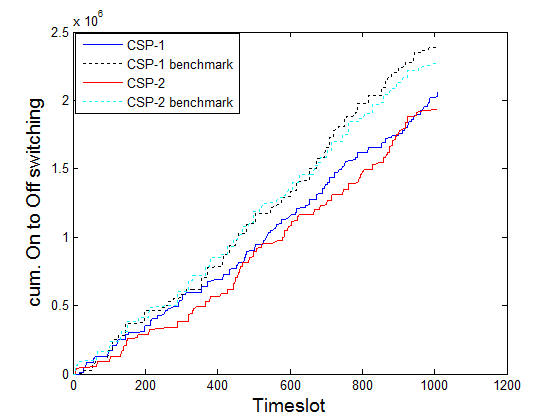 x 10^6
2.5
2
1.5
1
0.5
0
CSP-1
CSP-1 benchmark
CSP-2
CSP-2 benchmark
cum. On to Off switching
0 200 400 600 800 1000 1200
Timeslot